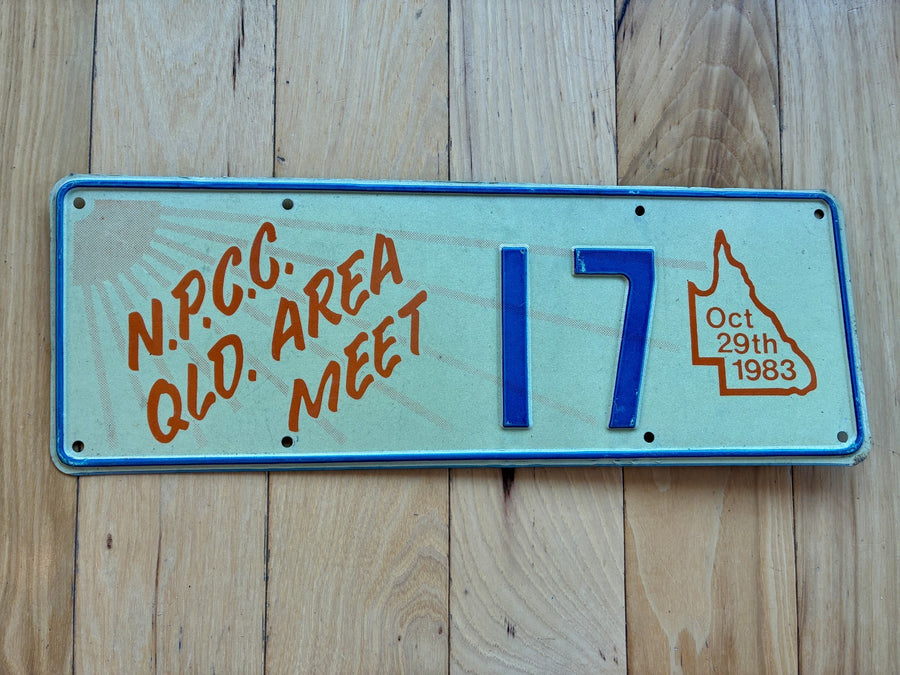 N.P.C.C.
QLD. AREA
MEET
17
Oct
29th
1983